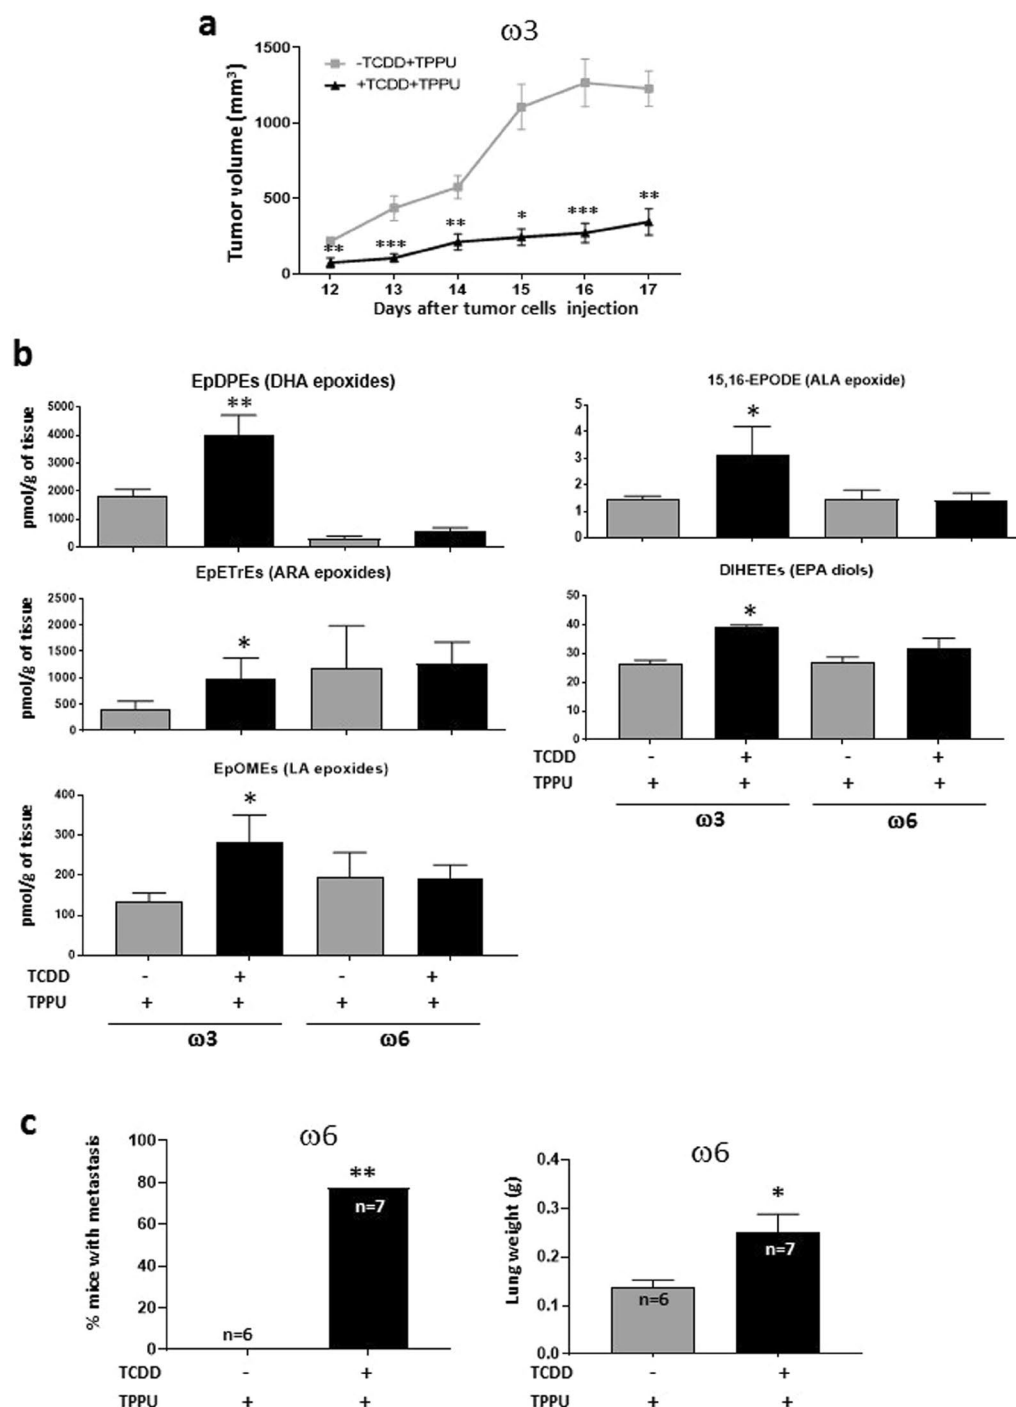 a
ω3
-TCDD+TPPU
+TCDD+TPPU
Tumor volume (mm³)
1500
1000
500
0
**
***
**
*
***
**
12 13 14 15 16 17
Days after tumor cells injection
b
EpDPEs (DHA epoxides)
pmol/g of tissue
5000
4000
3000
2000
1000
0
**
15,16-EPODE (ALA epoxide)
5
4
3
2
1
0
*
EpETrEs (ARA epoxides)
pmol/g of tissue
2500
2000
1500
1000
500
0
*
DIHETEs (EPA diols)
50
40
30
20
10
0
*
TCDD - + - +
TPPU + + + +
ω3 ω6
EpOMEs (LA epoxides)
pmol/g of tissue
400
300
200
100
0
*
TCDD - + - +
TPPU + + + +
ω3 ω6
c
ω6
% mice with metastasis
100
80
60
40
20
0
**
n=7
n=6
TCDD - +
TPPU + +
ω6
Lung weight (g)
0.4
0.3
0.2
0.1
0.0
*
n=7
n=6
TCDD - +
TPPU + +